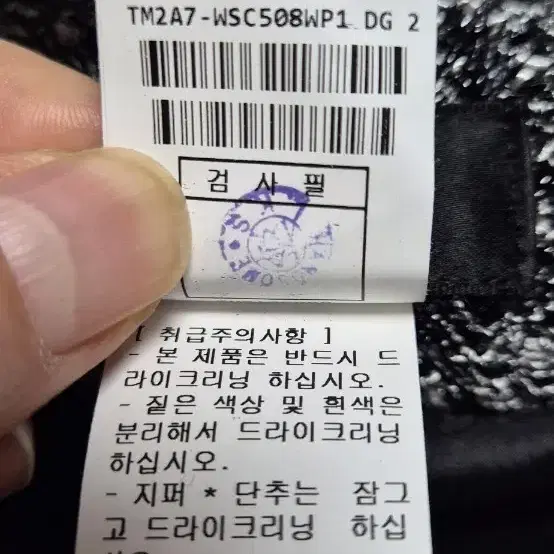 TM2A7-WSC508WP1 DG 2
검 사 필
[ 취급주의사항 ]
- 본 제품은 반드시 드
라이크리닝 하십시오.
- 짙은 색상 및 흰색은
분리해서 드라이크리닝
하십시오.
- 지퍼 * 단추는 잠그
고 드라이크리닝 하십